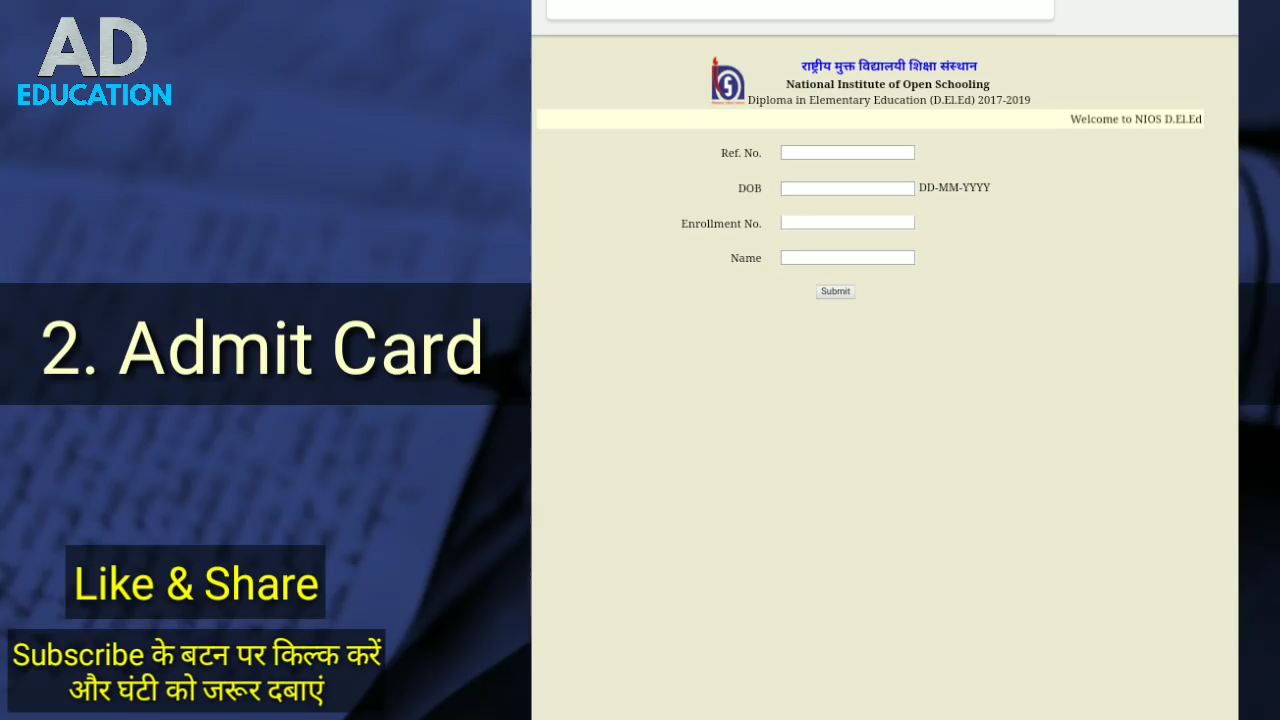 AD
EDUCATION
2. Admit Card
Like & Share
Subscribe के बटन पर किल्क करें
और घंटी को जरूर दबाएं
राष्ट्रीय मुक्त विद्यालयी शिक्षा संस्थान
National Institute of Open Schooling
Diploma in Elementary Education (D.El.Ed) 2017-2019
Welcome to NIOS D.El.Ed
Ref. No.
DOB DD-MM-YYYY
Enrollment No.
Name
Submit